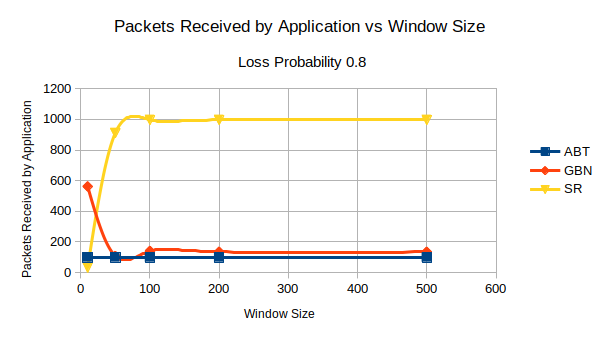 Packets Received by Application vs Window Size
Loss Probability 0.8
Packets Received by Application
1200
1000
800
600
400
200
0
0 100 200 300 400 500 600
Window Size
ABT
GBN
SR